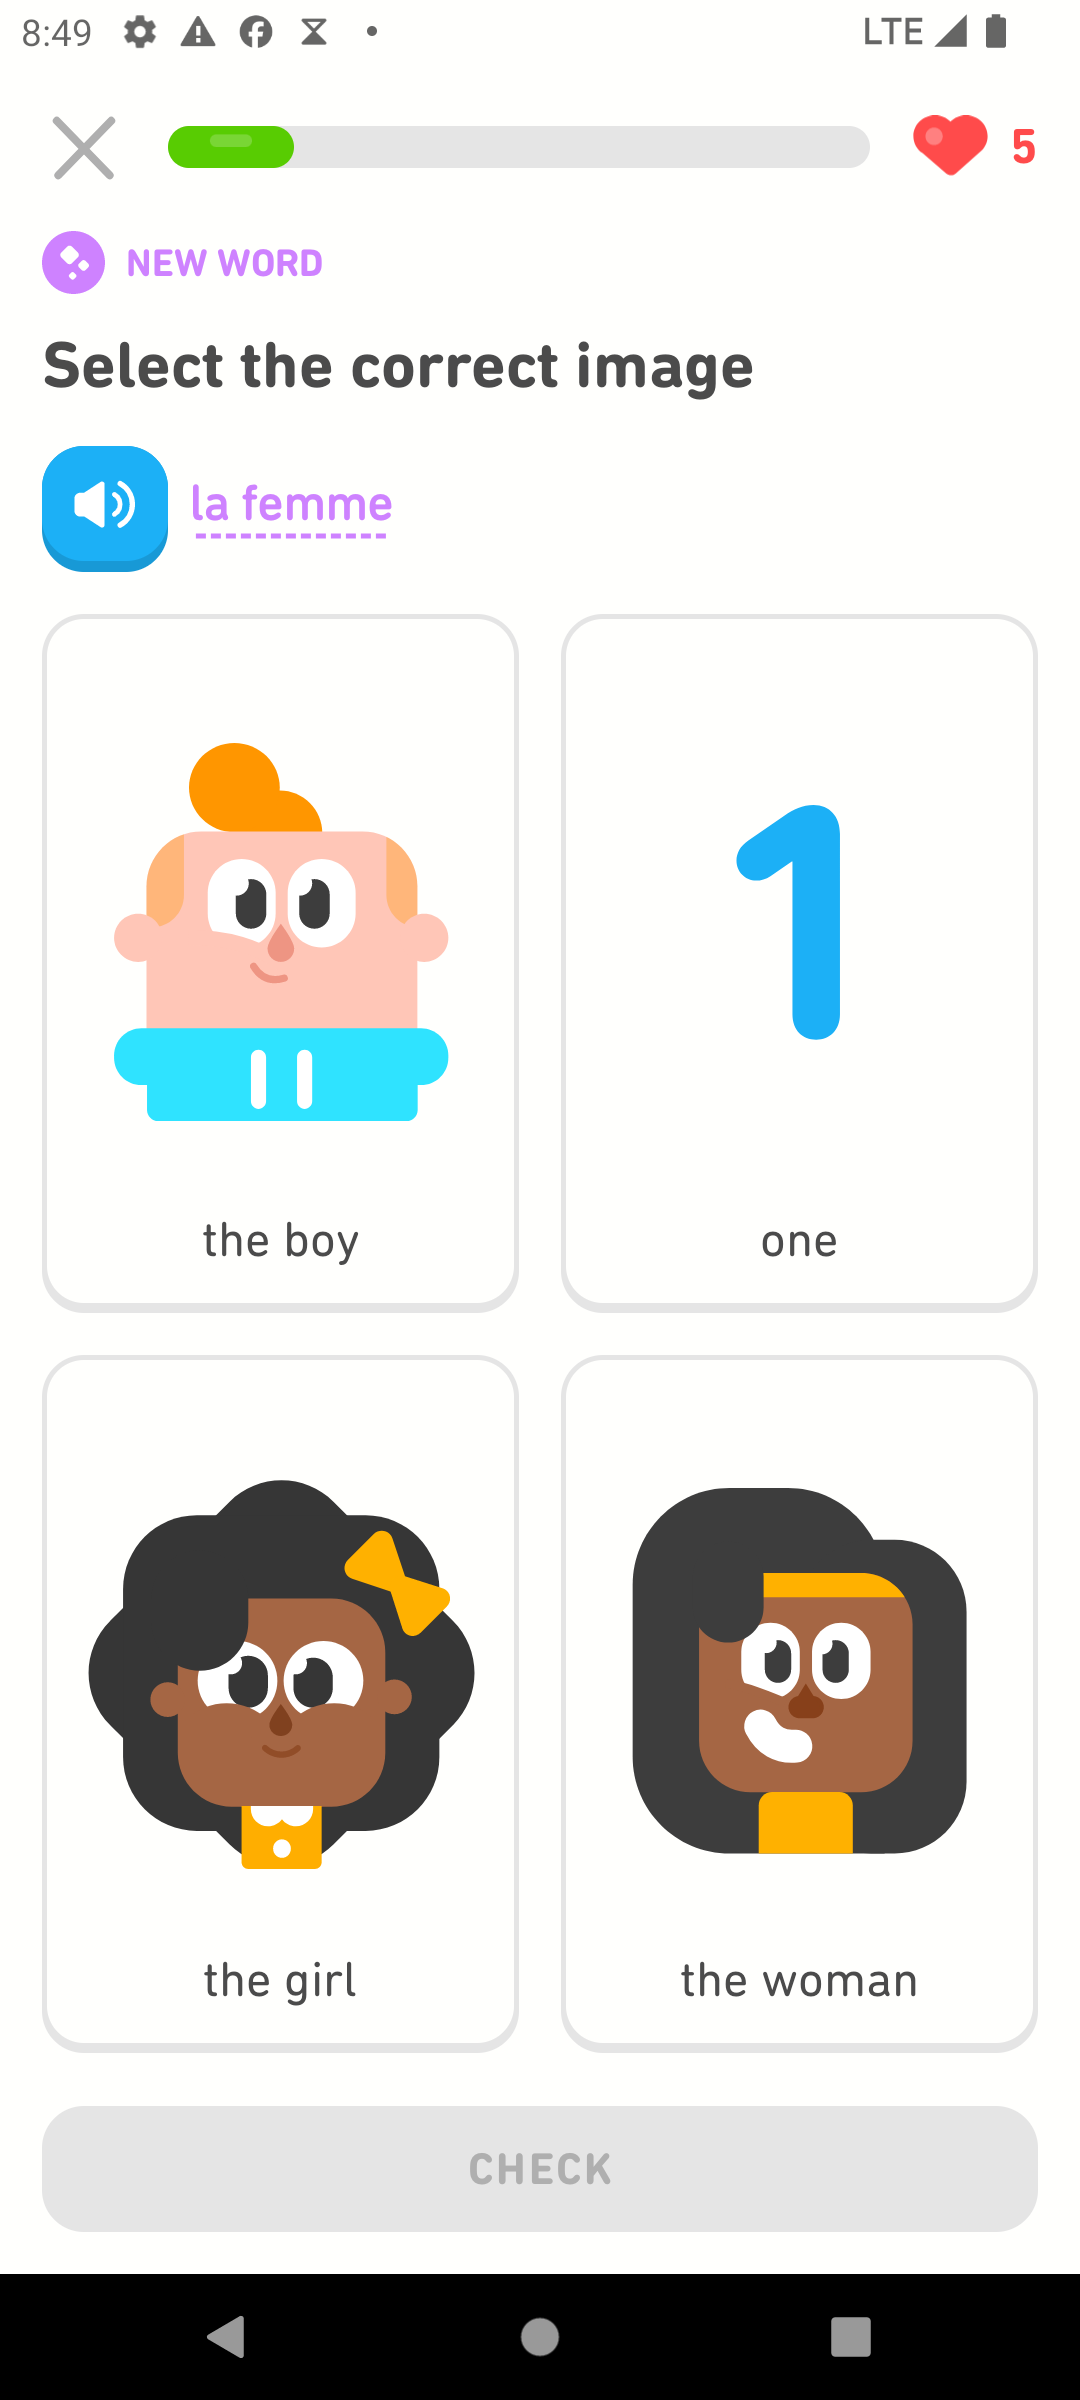 8:49 LTE
5
NEW WORD
Select the correct image
la femme
1
the boy
one
the girl
the woman
CHECK